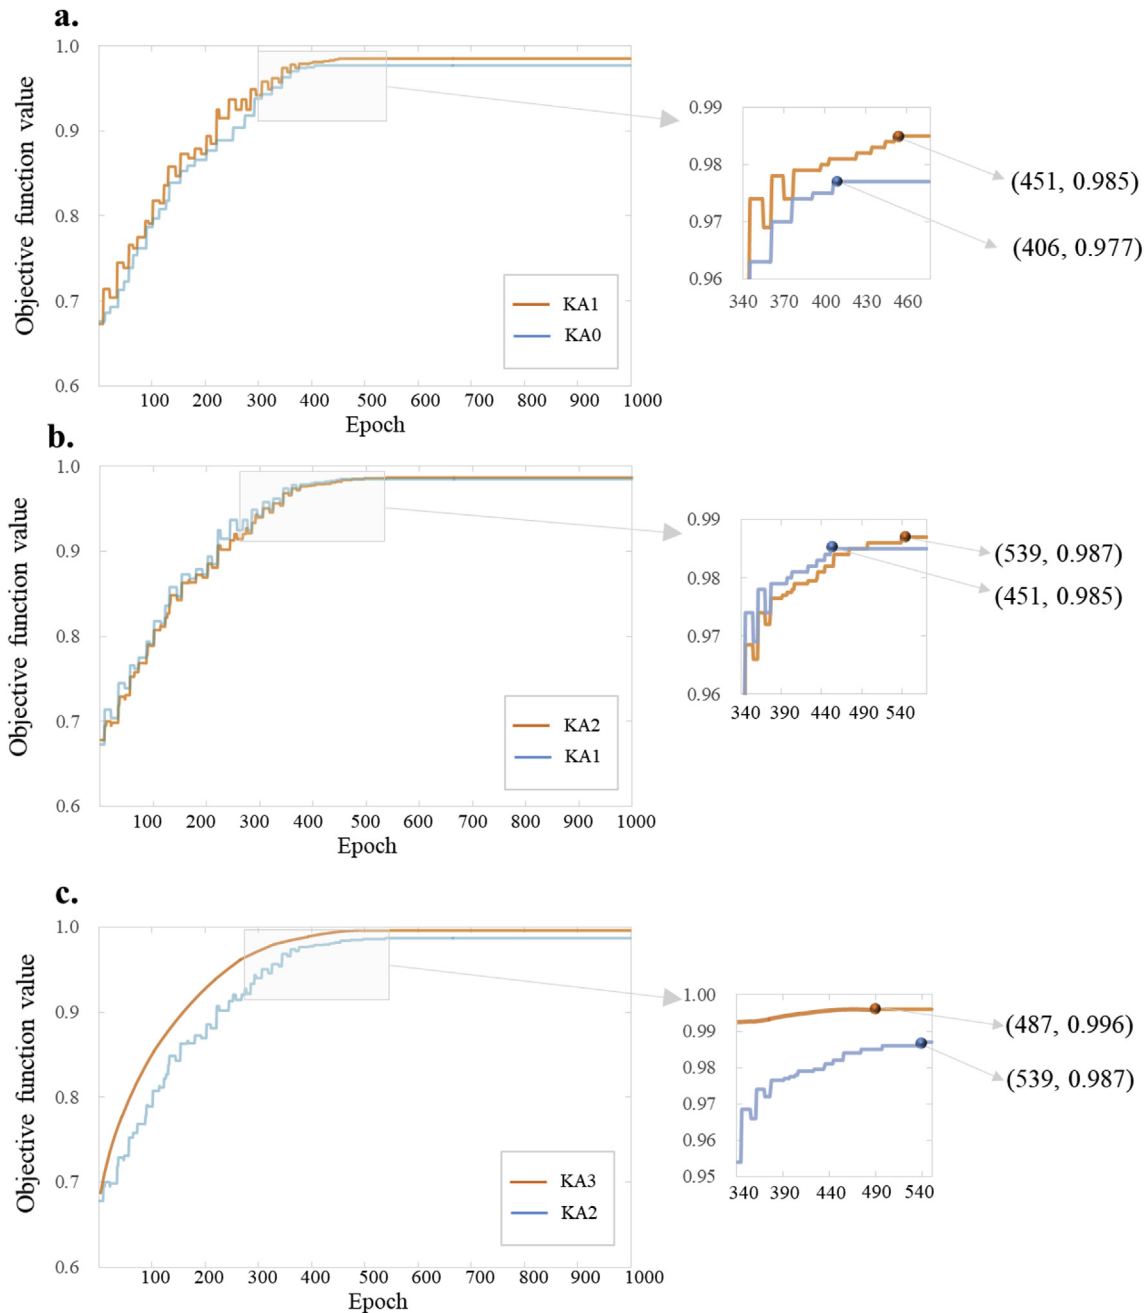 a.
Objective function value
1.0
0.9
0.8
0.7
0.6
100 200 300 400 500 600 700 800 900 1000
Epoch
KA1
KA0
0.99
0.98
0.97
0.96
340 370 400 430 460
(451, 0.985)
(406, 0.977)
b.
Objective function value
1.0
0.9
0.8
0.7
0.6
100 200 300 400 500 600 700 800 900 1000
Epoch
KA2
KA1
0.99
0.98
0.97
0.96
340 390 440 490 540
(539, 0.987)
(451, 0.985)
c.
Objective function value
1.0
0.9
0.8
0.7
0.6
100 200 300 400 500 600 700 800 900 1000
Epoch
KA3
KA2
1.00
0.99
0.98
0.97
0.96
0.95
340 390 440 490 540
(487, 0.996)
(539, 0.987)